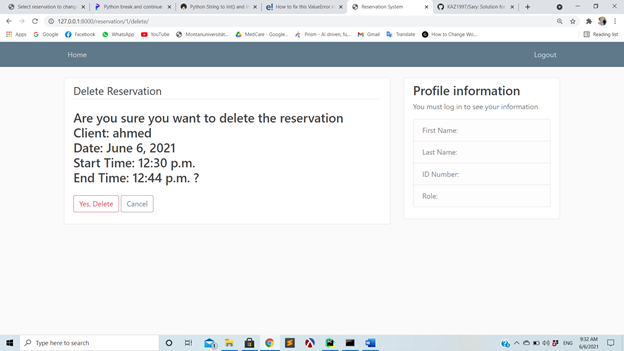 Select reservation to chang
Python break and continue
Python String to Int() and In
How to fix this ValueError i
Reservation System
KAZ1997/Sary: Solution fo
127.0.0.1:8000/reservation/1/delete/
Apps
Google
Facebook
WhatsApp
YouTube
Montanuniversität...
MedCare - Google...
Prism - AI driven, fu...
Gmail
Translate
How to Change Wo...
Reading list
Home
Logout
Delete Reservation
Are you sure you want to delete the reservation
Client: ahmed
Date: June 6, 2021
Start Time: 12:30 p.m.
End Time: 12:44 p.m. ?
Yes, Delete
Cancel
Profile information
You must log in to see your information
First Name:
Last Name:
ID Number:
Role:
Type here to search
ENG
9:32 AM
6/6/2021